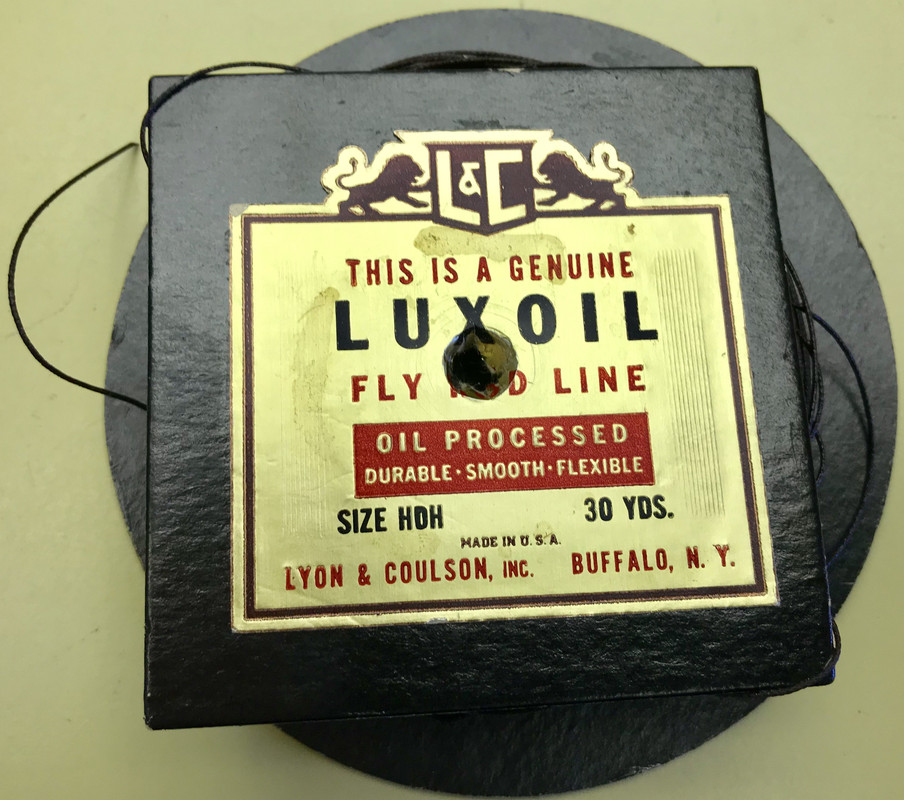 L&C
THIS IS A GENUINE
LUXOIL
FLY LINE
OIL PROCESSED
DURABLE · SMOOTH · FLEXIBLE
SIZE HDH 30 YDS.
MADE IN U.S.A.
LYON & COULSON, INC. BUFFALO, N. Y.